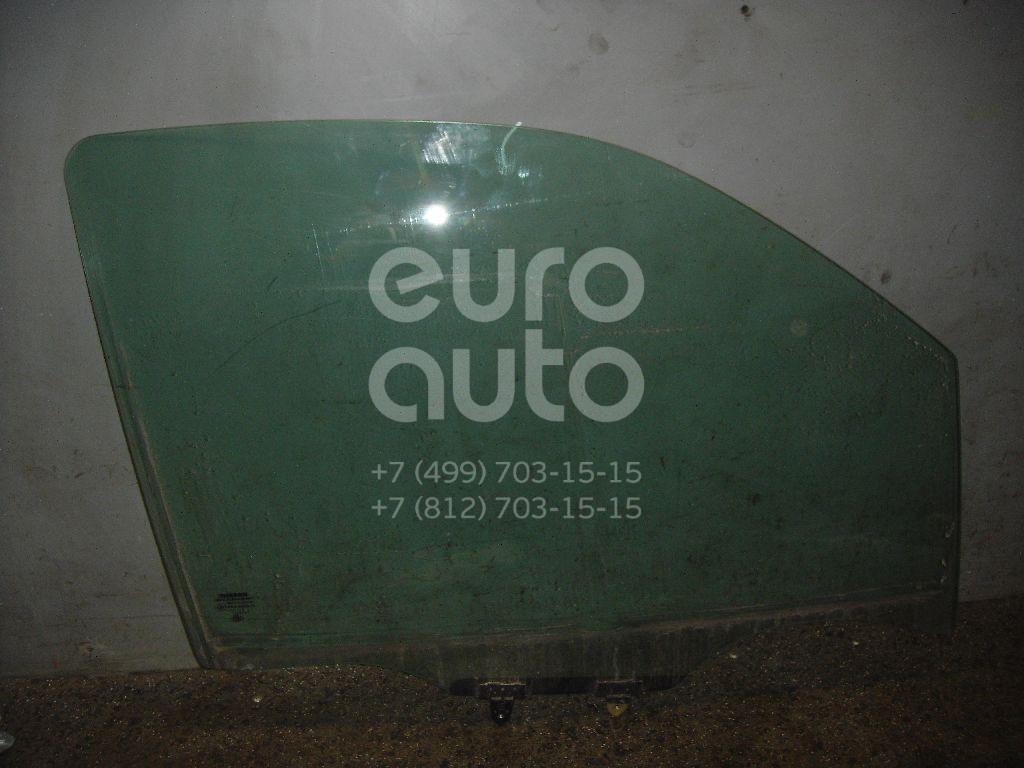 euro
auto
+7 (499) 703-15-15
+7 (812) 703-15-15